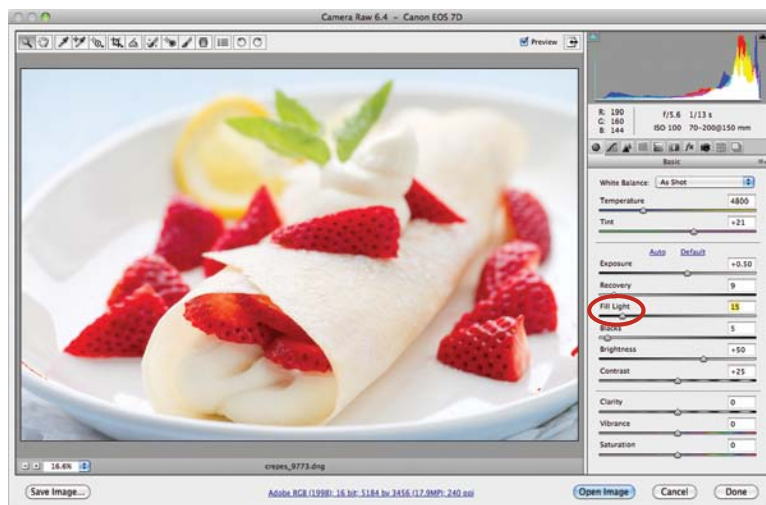 Camera Raw 6.4 – Canon EOS 7D
Preview
R: 190
G: 160
B: 144
f/5.6 1/13 s
ISO 100 70-200@150 mm
Basic
White Balance: As Shot
Temperature 4800
Tint +21
Auto Default
Exposure +0.50
Recovery 9
Fill Light 15
Blacks 5
Brightness +50
Contrast +25
Clarity 0
Vibrance 0
Saturation 0
16.6%
crepes_9773.dng
Save Image...
Adobe RGB (1998); 16 bit; 5184 by 3456 (17.9MP); 240 ppi
Open Image
Cancel
Done